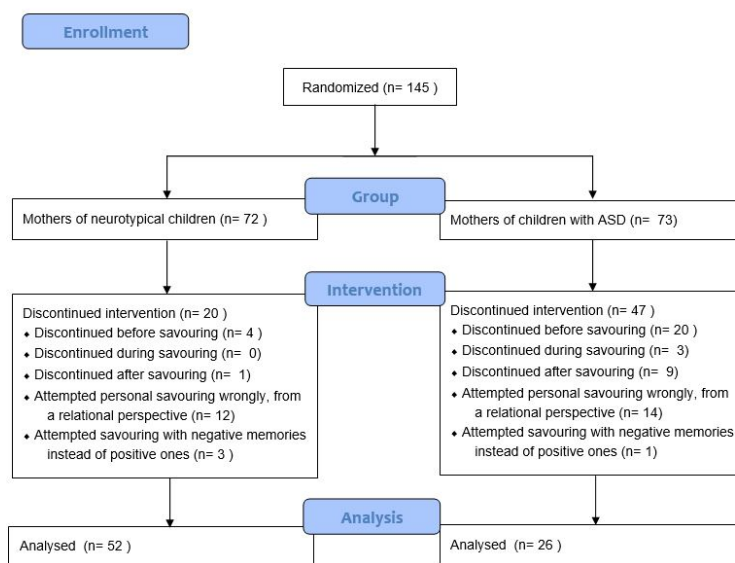 Enrollment
Randomized (n= 145 )
Group
Mothers of neurotypical children (n= 72 )
Mothers of children with ASD (n=  73)
Intervention
Discontinued intervention (n= 20 )
⬥ Discontinued before savouring (n= 4 )
⬥ Discontinued during savouring (n=  0)
⬥ Discontinued after savouring (n=  1)
⬥ Attempted personal savouring wrongly, from
a relational perspective (n= 12)
⬥ Attempted savouring with negative memories
instead of positive ones (n= 3 )
Discontinued intervention (n= 47 )
⬥ Discontinued before savouring (n= 20 )
⬥ Discontinued during savouring (n=  3)
⬥ Discontinued after savouring (n=  9)
⬥ Attempted personal savouring wrongly, from
a relational perspective (n= 14)
⬥ Attempted savouring with negative memories
instead of positive ones (n= 1)
Analysis
Analysed  (n= 52 )
Analysed  (n= 26 )